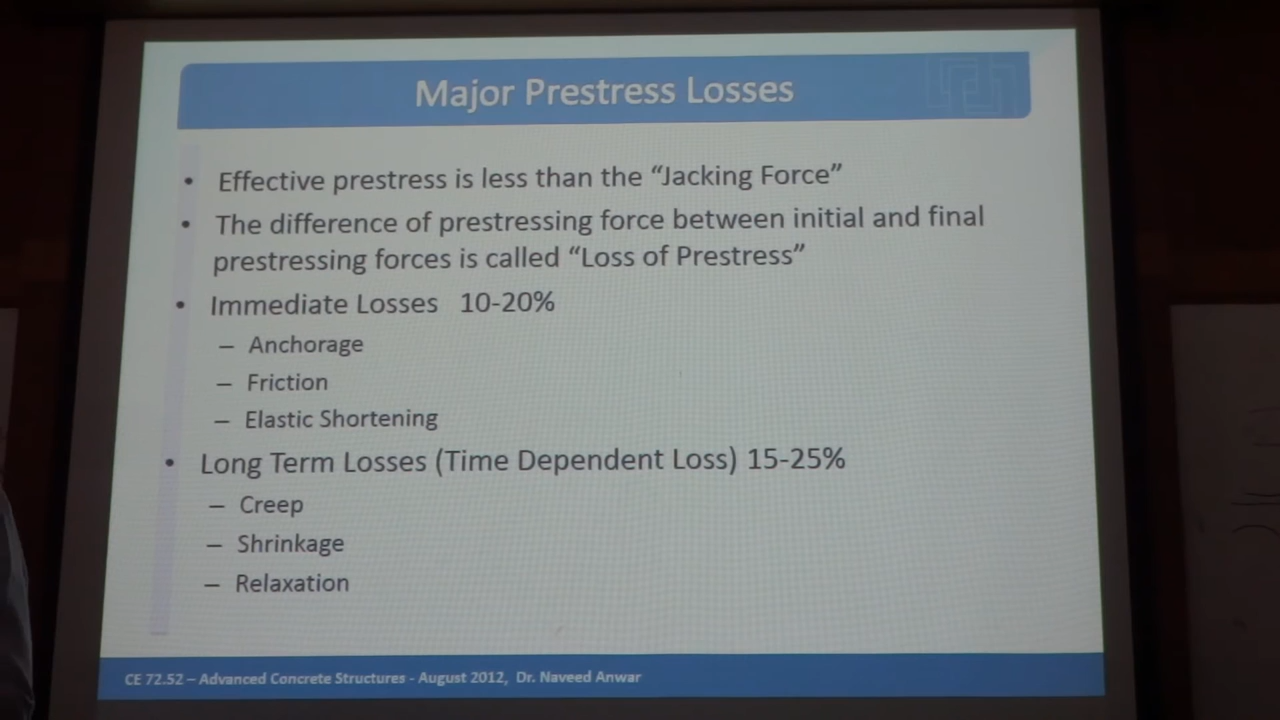 Major Prestress Losses
• Effective prestress is less than the “Jacking Force”
• The difference of prestressing force between initial and final
prestressing forces is called “Loss of Prestress”
• Immediate Losses 10-20%
– Anchorage
– Friction
– Elastic Shortening
• Long Term Losses (Time Dependent Loss) 15-25%
– Creep
– Shrinkage
– Relaxation
CE 72.52 – Advanced Concrete Structures - August 2012, Dr. Naveed Anwar